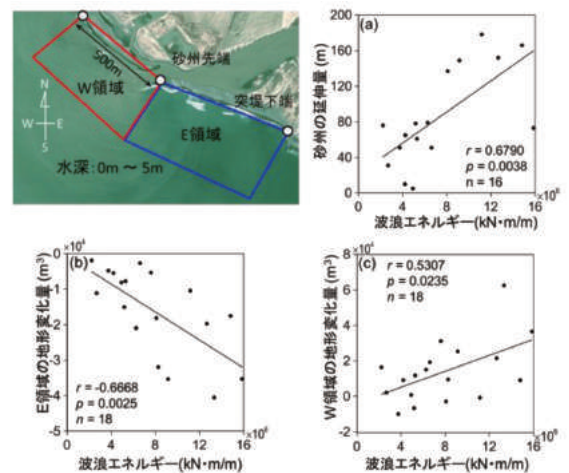 500m
砂州先端
W領域
突堤下端
E領域
N
W E
S
水深:0m ～ 5m
(a)
砂州の延伸量 (m)
200
160
120
80
40
0
r = 0.6790
p = 0.0038
n = 16
0 4 8 12 16
波浪エネルギー(kN・m/m)
(b)
×10⁴
E領域の地形変化量 (m³)
0
-1
-2
-3
-4
-5
r = -0.6668
p = 0.0025
n = 18
0 4 8 12 16
×10⁶
波浪エネルギー(kN・m/m)
(c)
×10⁴
W領域の地形変化量 (m³)
8
6
4
2
0
-2
r = 0.5307
p = 0.0235
n = 18
0 4 8 12 16
波浪エネルギー(kN・m/m)